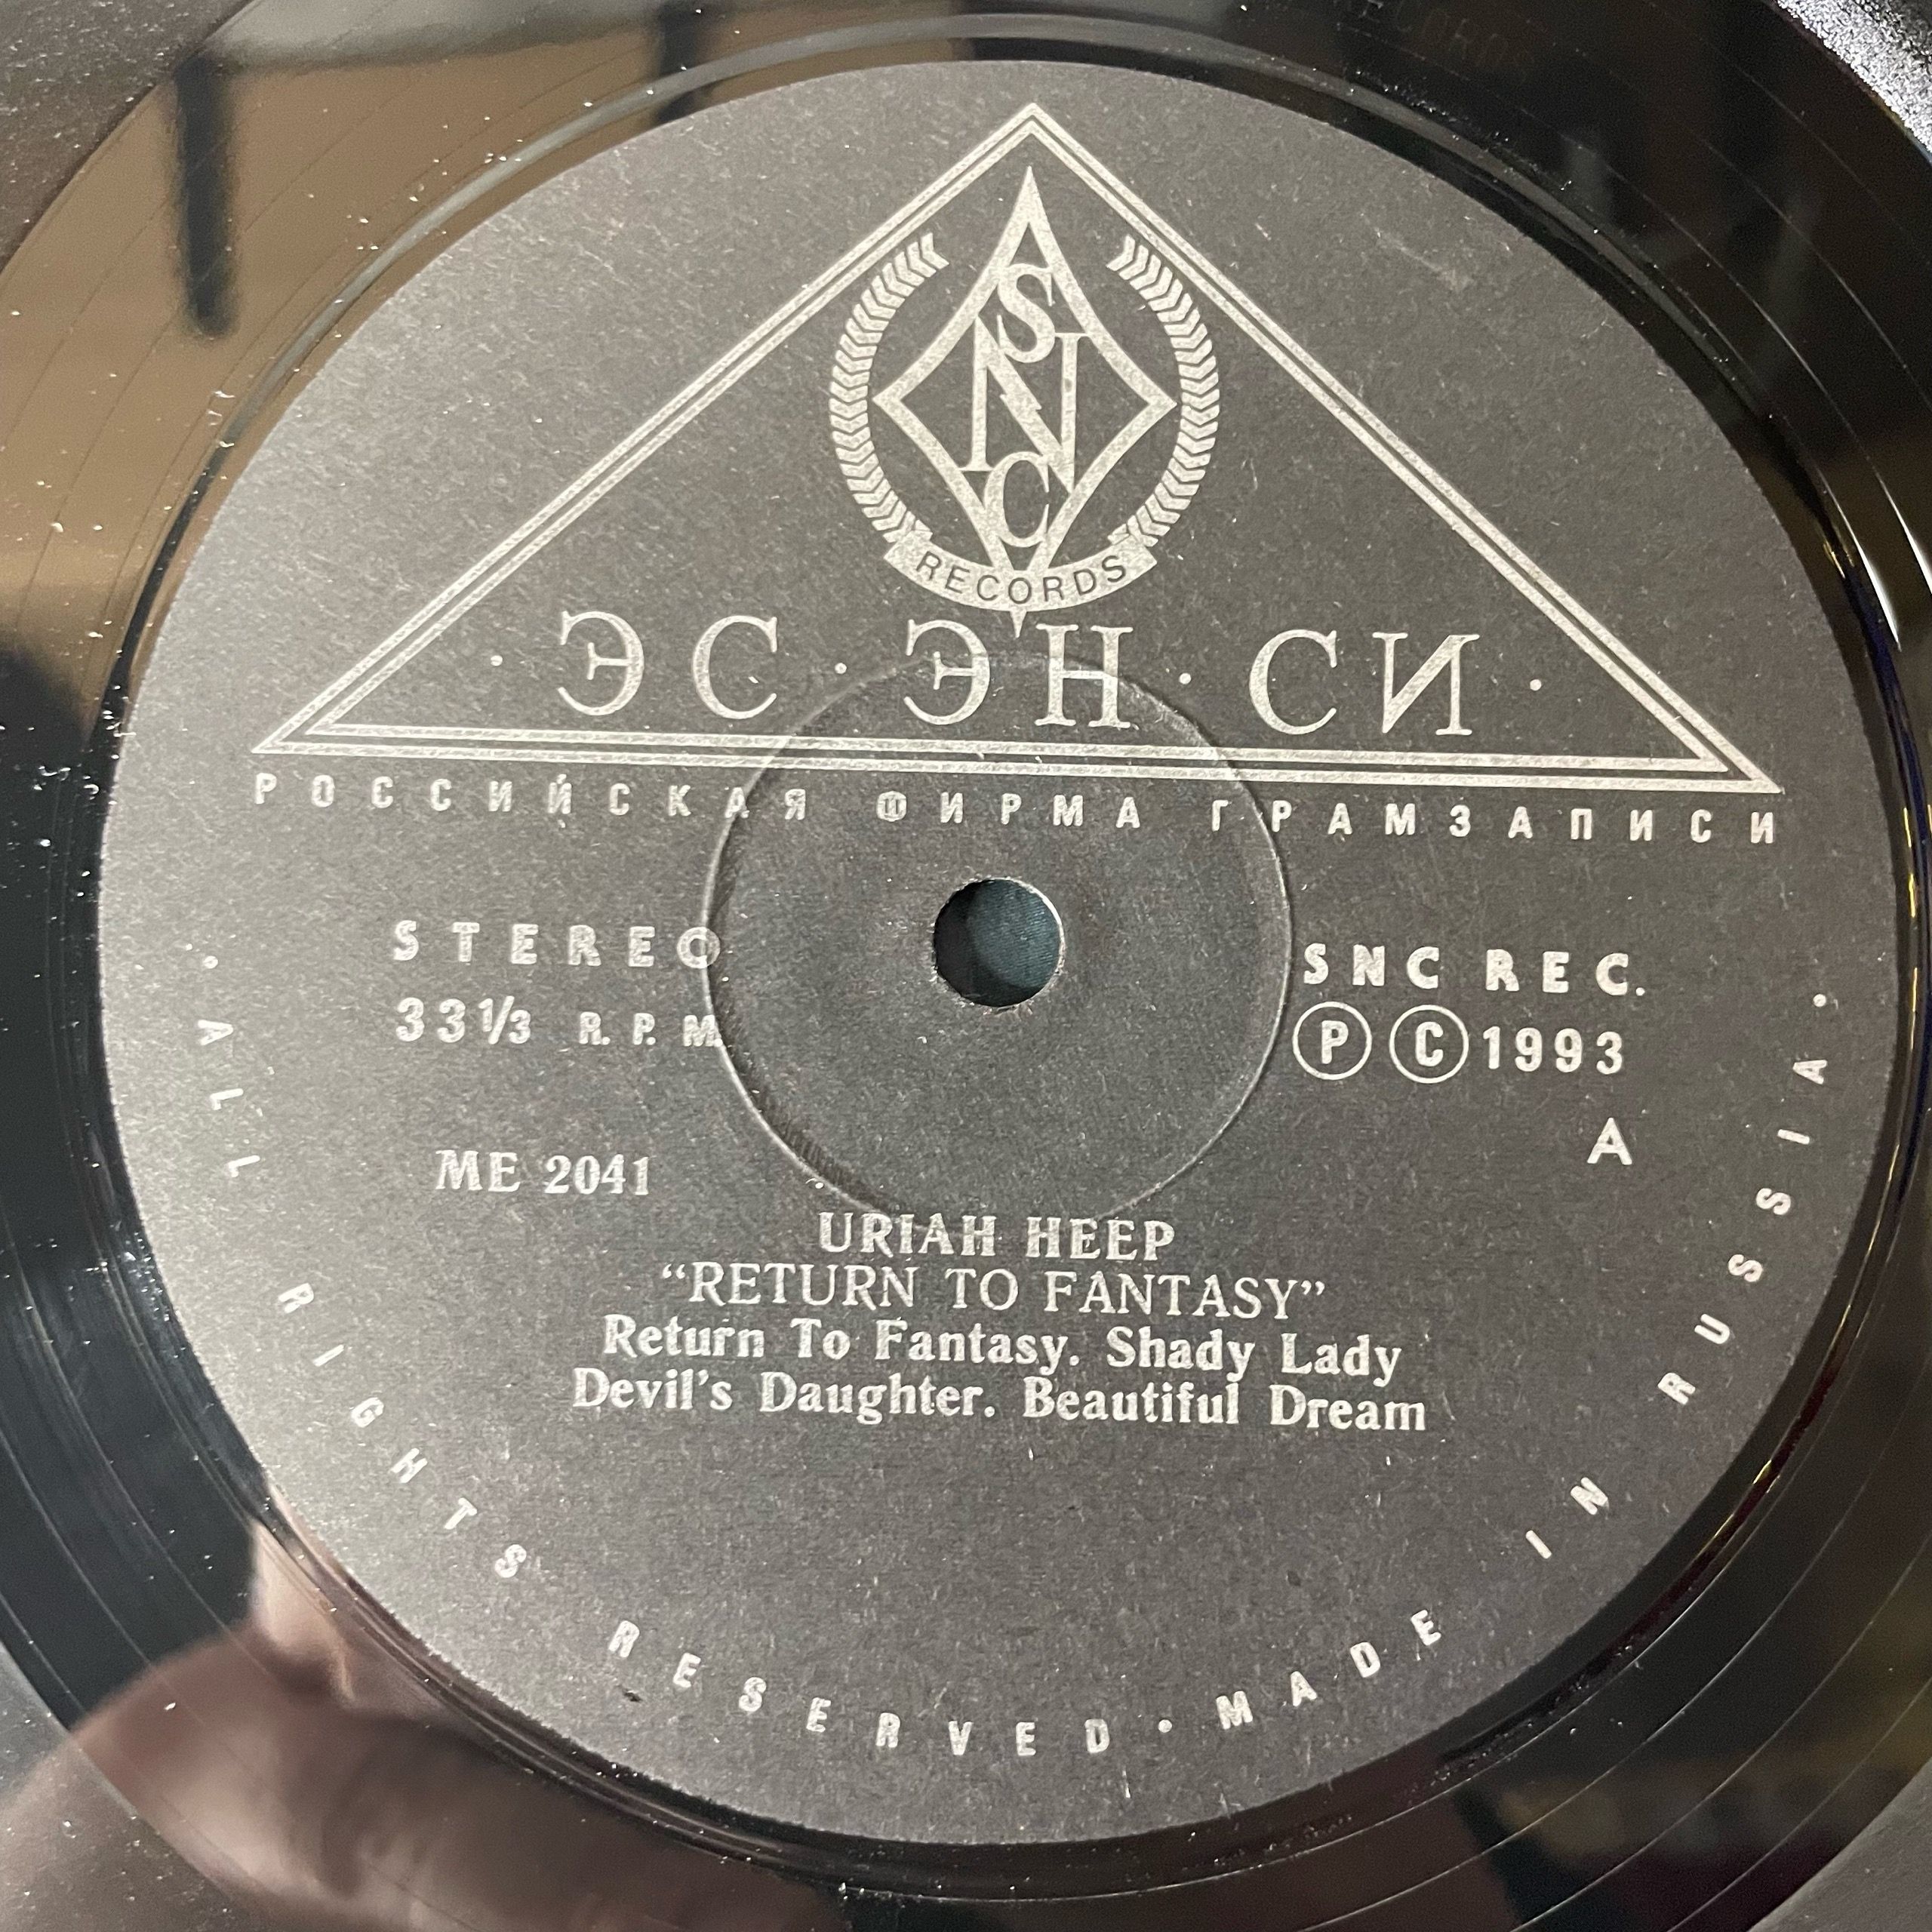 SNC
RECORDS
· ЭС · ЭН · СИ ·
РОССИЙСКАЯ ФИРМА ГРАМЗАПИСИ
STEREO
33⅓ R.P.M.
SNC REC.
Ⓟ Ⓒ 1993
A
ME 2041
URIAH HEEP
“RETURN TO FANTASY”
Return To Fantasy. Shady Lady
Devil's Daughter. Beautiful Dream
· ALL RIGHTS RESERVED · MADE IN RUSSIA ·